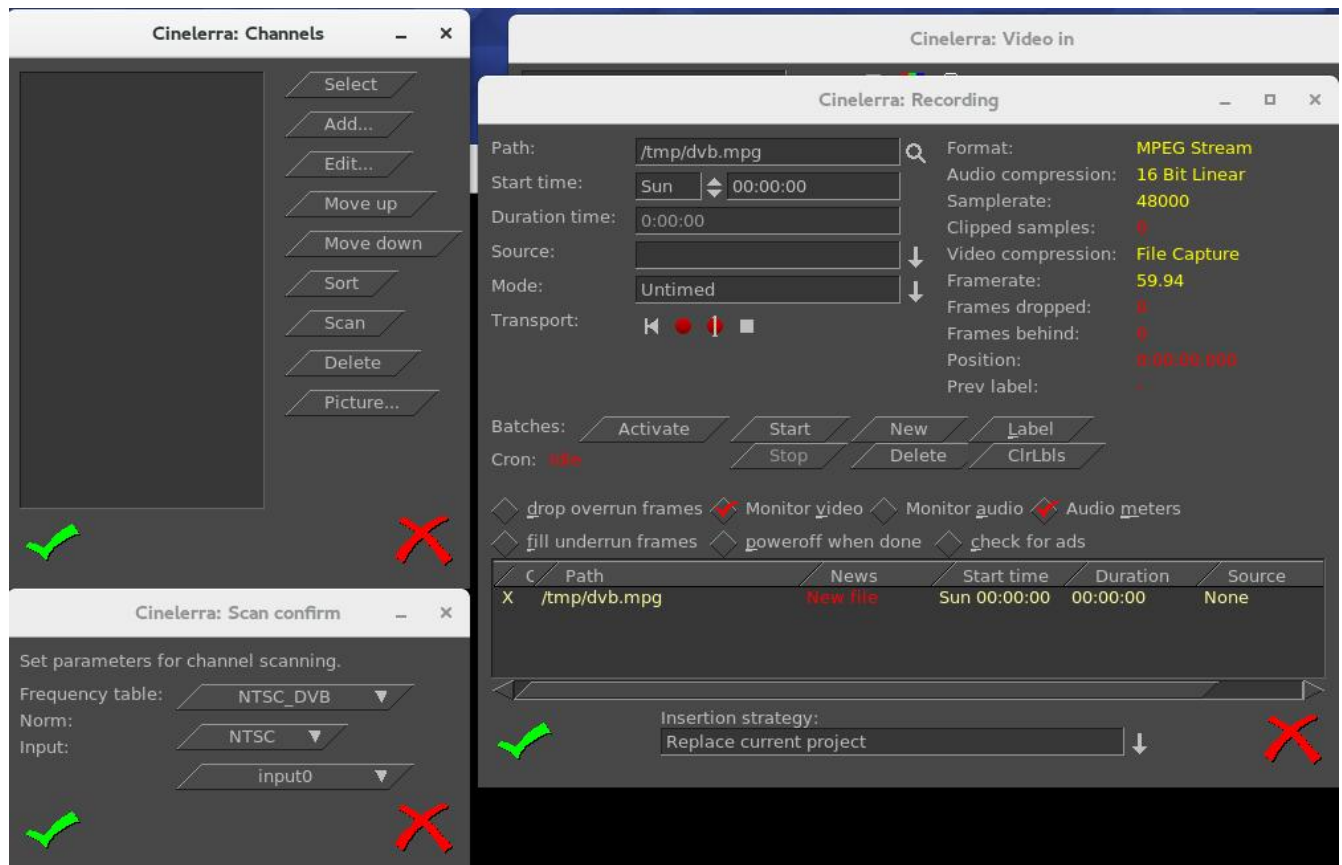 Cinelerra: Channels
Select
Add...
Edit...
Move up
Move down
Sort
Scan
Delete
Picture...
Cinelerra: Scan confirm
Set parameters for channel scanning.
Frequency table: NTSC_DVB
Norm: NTSC
Input: input0
Cinelerra: Video in
Cinelerra: Recording
Path: /tmp/dvb.mpg
Start time: Sun 00:00:00
Duration time: 0:00:00
Source:
Mode: Untimed
Transport:
Format: MPEG Stream
Audio compression: 16 Bit Linear
Samplerate: 48000
Clipped samples: 0
Video compression: File Capture
Framerate: 59.94
Frames dropped: 0
Frames behind: 0
Position: 0:00:00.000
Prev label: -
Batches: Activate Start New Label
Cron: Idle Stop Delete ClrLbls
drop overrun frames Monitor video Monitor audio Audio meters
fill underrun frames poweroff when done check for ads
C Path News Start time Duration Source
X /tmp/dvb.mpg New file Sun 00:00:00 00:00:00 None
Insertion strategy:
Replace current project